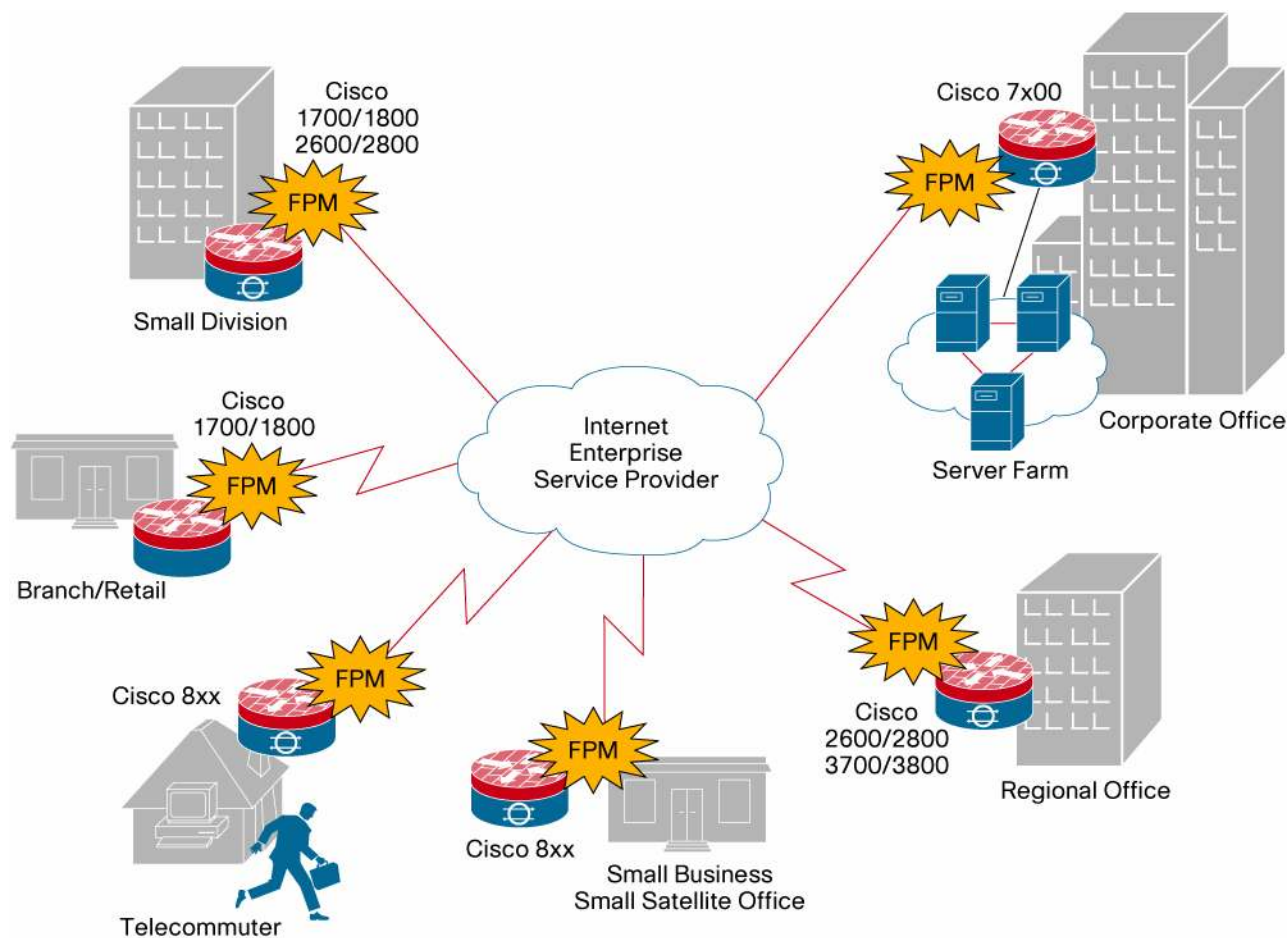 Cisco
1700/1800
2600/2800
FPM
Small Division
Cisco 7x00
FPM
Corporate Office
Server Farm
Cisco
1700/1800
FPM
Branch/Retail
Internet
Enterprise
Service Provider
Cisco 8xx
FPM
Telecommuter
FPM
Cisco 8xx
Small Business
Small Satellite Office
FPM
Cisco
2600/2800
3700/3800
Regional Office